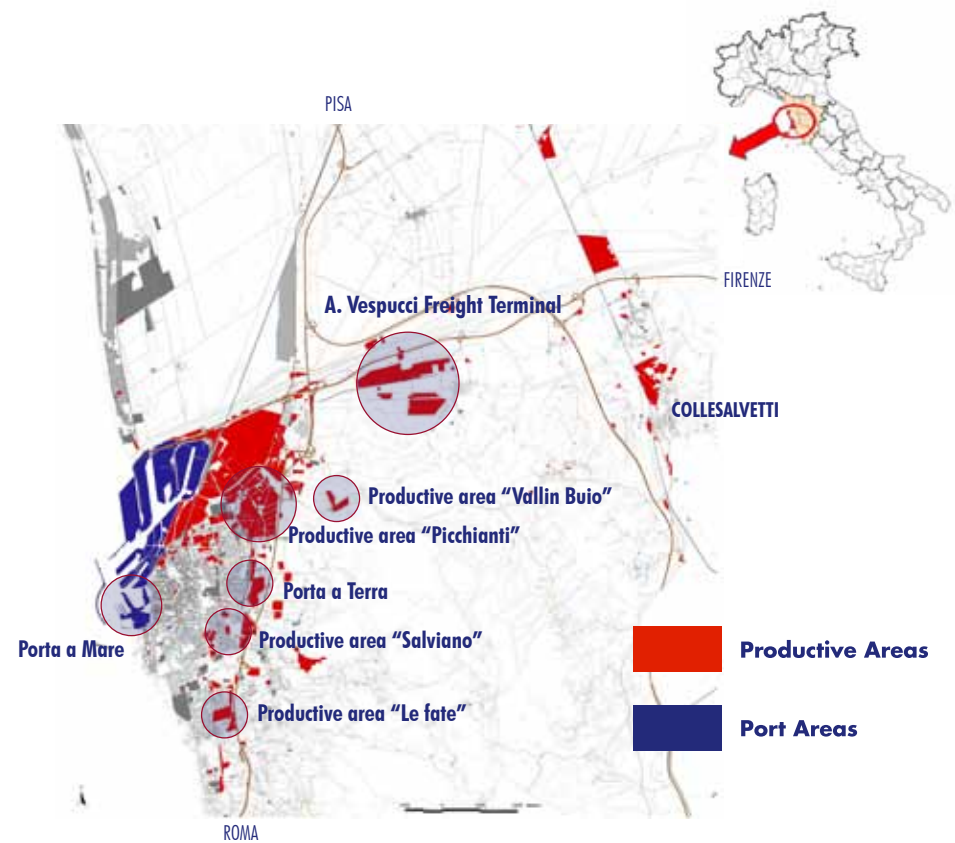 PISA
FIRENZE
A. Vespucci Freight Terminal
COLLESALVETTI
Productive area “Vallin Buio”
Productive area “Picchianti”
Porta a Terra
Productive area “Salviano”
Porta a Mare
Productive Areas
Productive area “Le fate”
Port Areas
ROMA